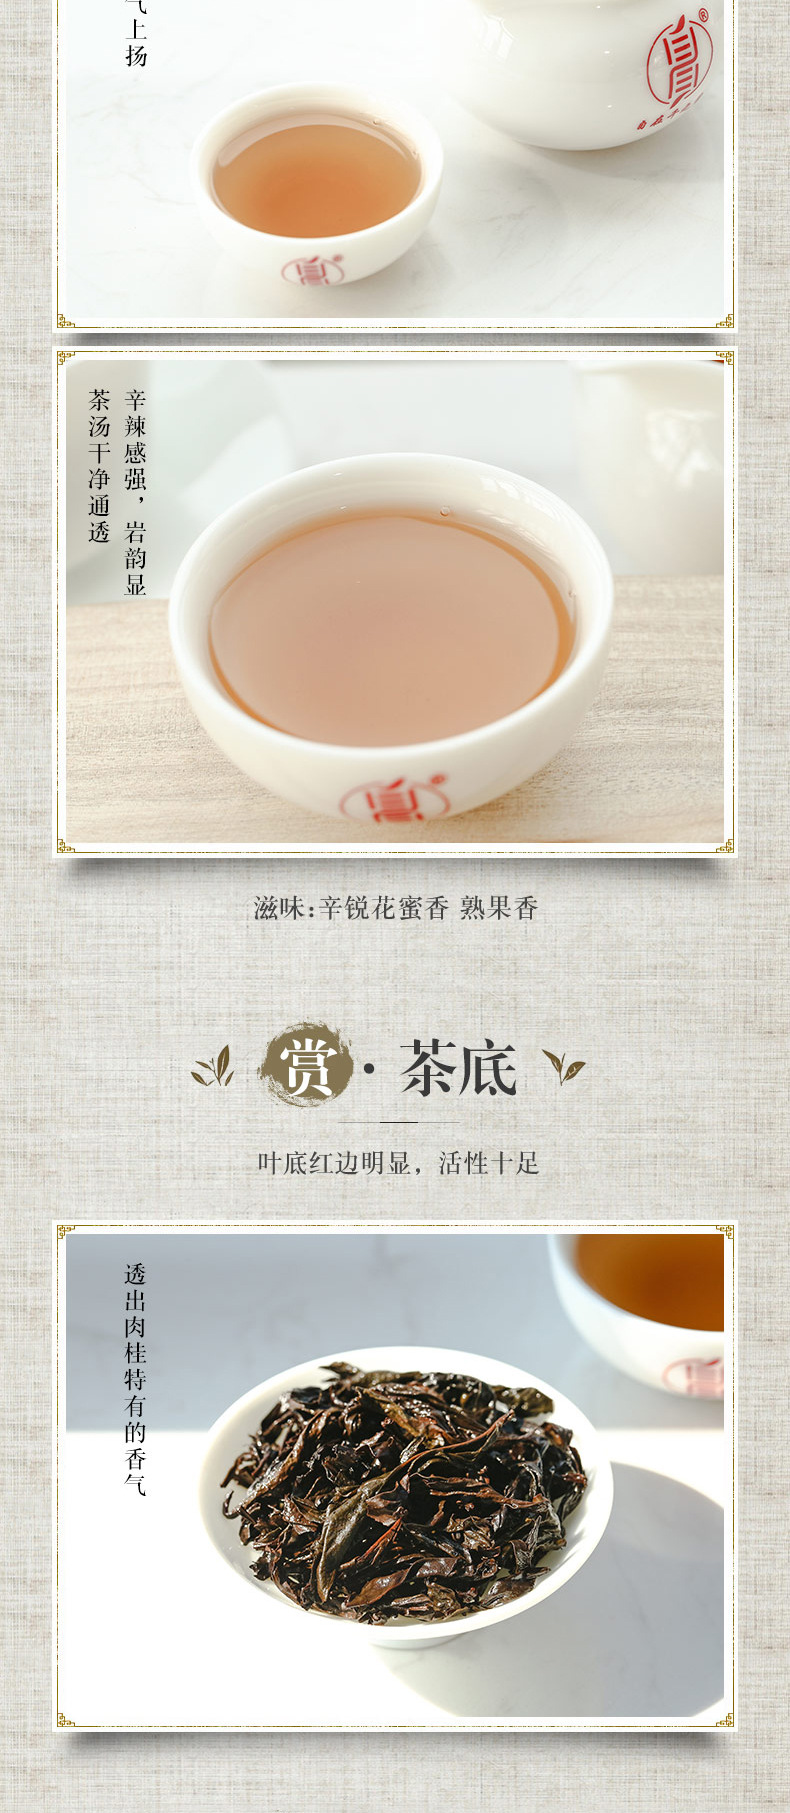 气上扬
辛辣感强，岩韵显
茶汤干净通透
滋味:辛锐花蜜香 熟果香
赏·茶底
叶底红边明显，活性十足
透出肉桂特有的香气